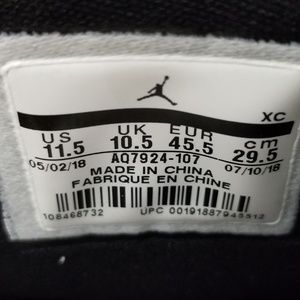 XC
US UK EUR cm
11.5 10.5 45.5 29.5
05/02/18 AQ7924-107 07/10/18
MADE IN CHINA
FABRIQUE EN CHINE
108468732 UPC 00191887945512